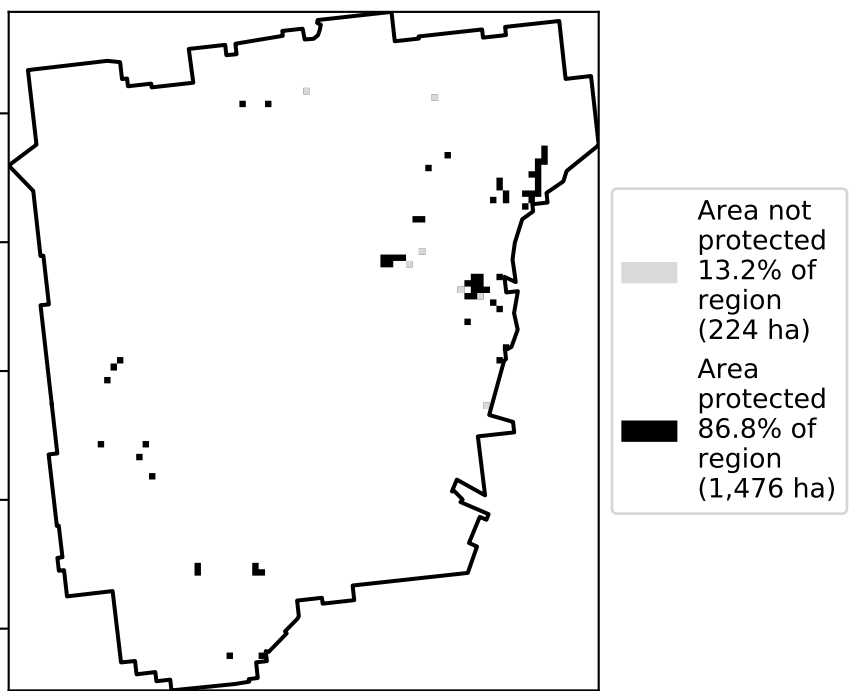 Area not
protected
13.2% of
region
(224 ha)
Area
protected
86.8% of
region
(1,476 ha)